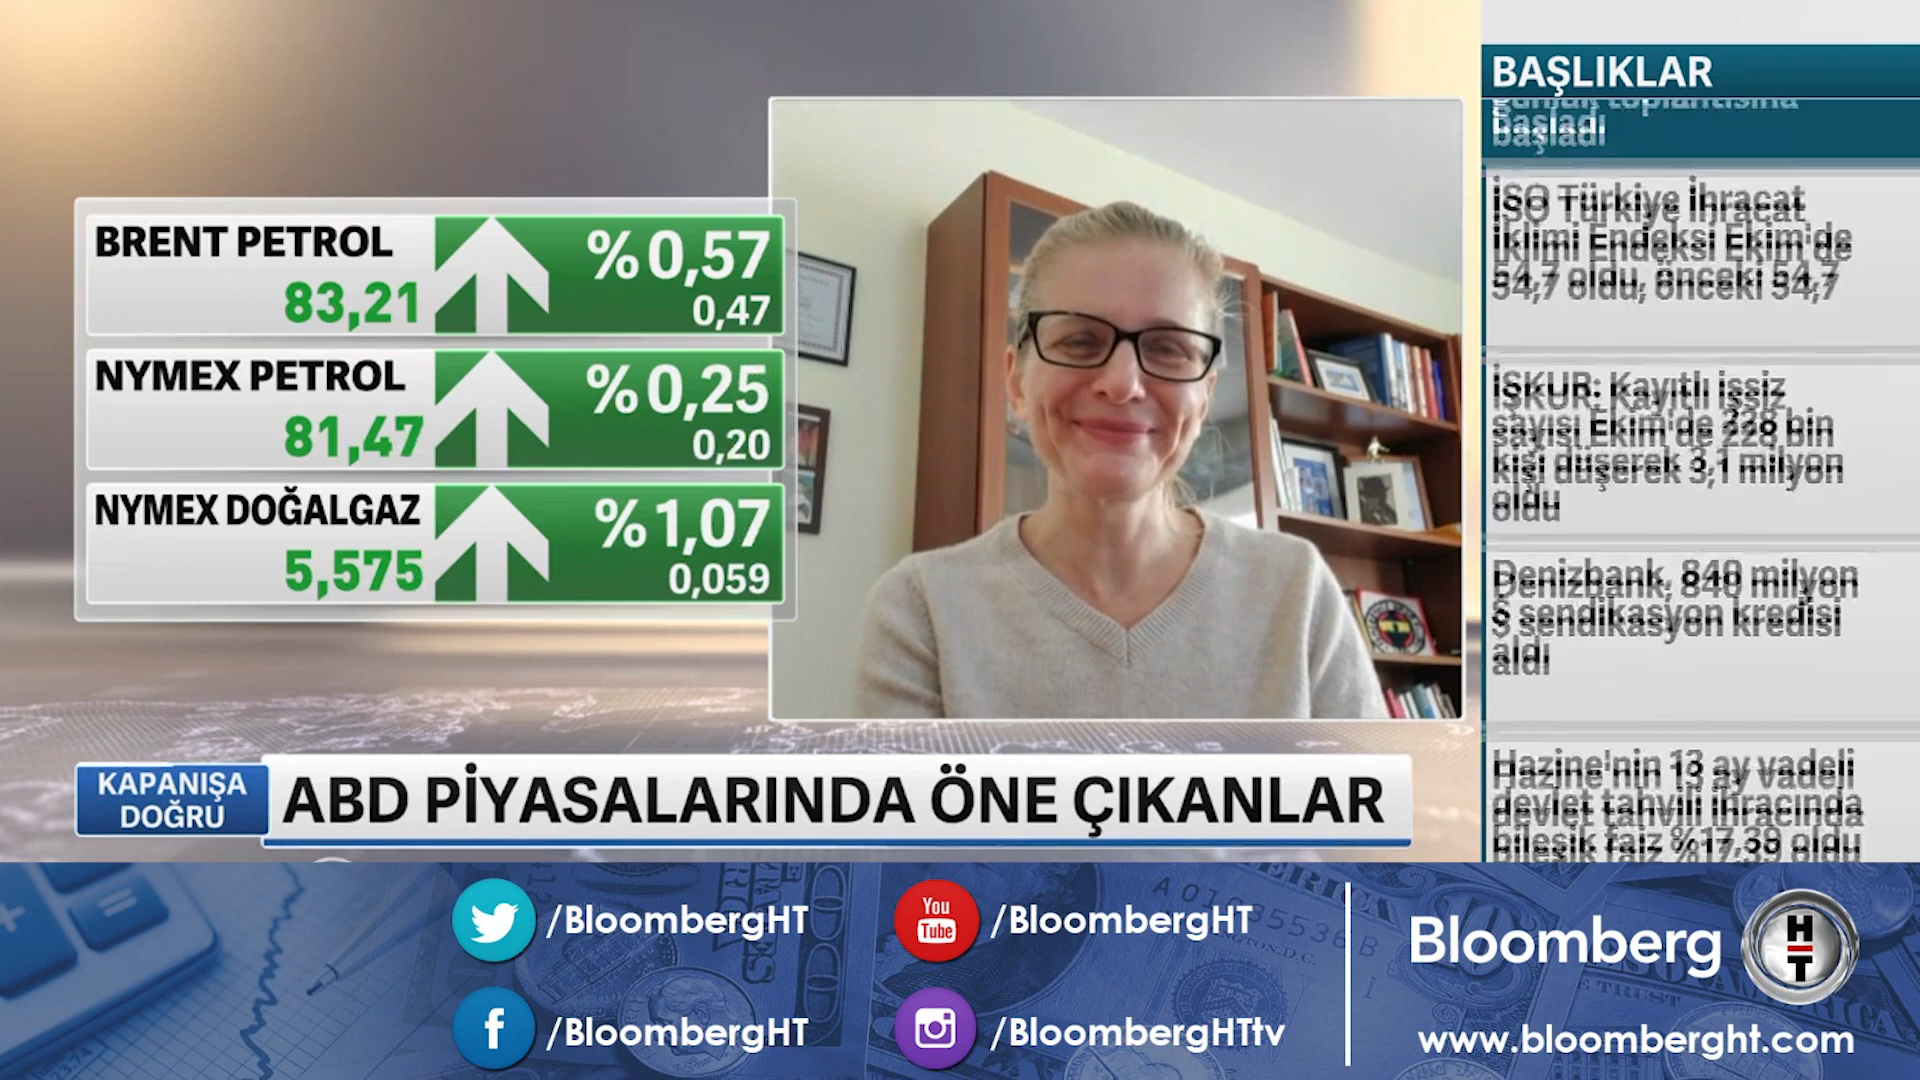 BAŞLIKLAR
başladı
İSO Türkiye İhracat
İklimi Endeksi Ekim'de
54,7 oldu, önceki 54,7
İŞKUR: Kayıtlı işsiz
sayısı Ekim'de 228 bin
kişi düşerek 3,1 milyon
oldu
Denizbank, 840 milyon
$ sendikasyon kredisi
aldı
Hazine'nin 13 ay vadeli
devlet tahvili ihracında
bileşik faiz %17,39 oldu
BRENT PETROL
83,21
%0,57
0,47
NYMEX PETROL
81,47
%0,25
0,20
NYMEX DOĞALGAZ
5,575
%1,07
0,059
KAPANIŞA
DOĞRU
ABD PİYASALARINDA ÖNE ÇIKANLAR
/BloombergHT
You
Tube
/BloombergHT
/BloombergHT
/BloombergHTtv
Bloomberg HT
www.bloomberght.com